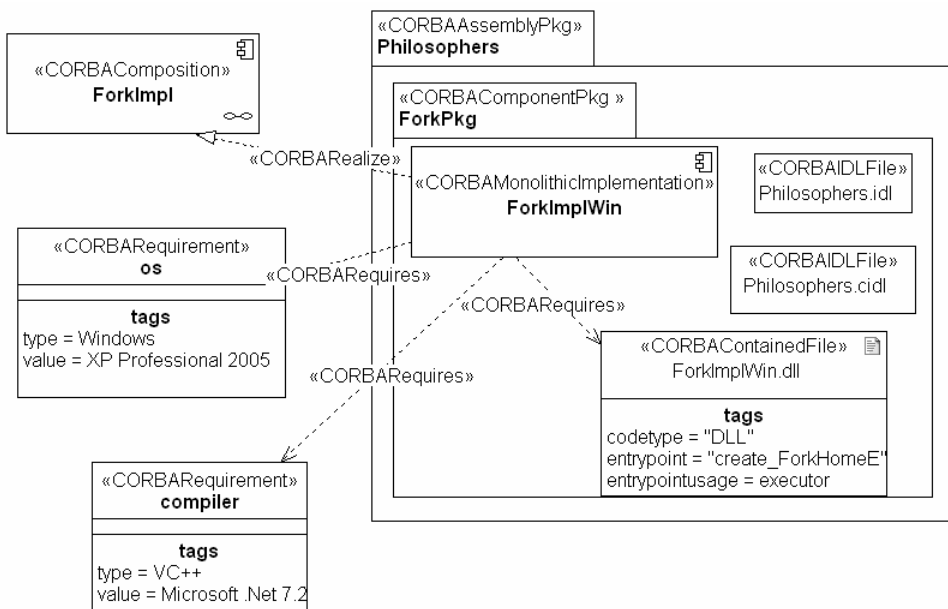 «CORBAAssemblyPkg»
Philosophers
«CORBAComposition»
ForkImpl
«CORBAComponentPkg »
ForkPkg
«CORBARealize»
«CORBAMonolithicImplementation»
ForkImplWin
«CORBAIDLFile»
Philosophers.idl
«CORBARequirement»
os
tags
type = Windows
value = XP Professional 2005
«CORBARequires»
«CORBAIDLFile»
Philosophers.cidl
«CORBARequires»
«CORBAContainedFile»
ForkImplWin.dll
tags
codetype = "DLL"
entrypoint = "create_ForkHomeE"
entrypointusage = executor
«CORBARequires»
«CORBARequirement»
compiler
tags
type = VC++
value = Microsoft .Net 7.2